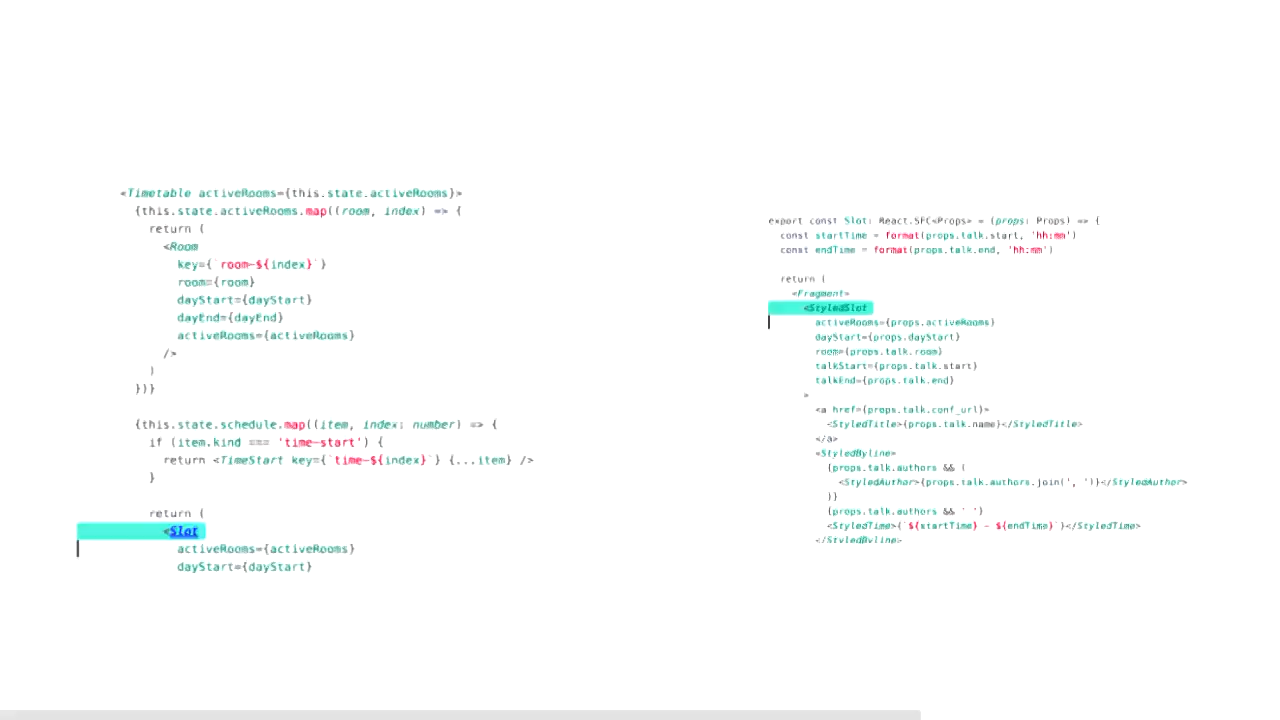 <Timetable activeRooms={this.state.activeRooms}>
{this.state.activeRooms.map((room, index) => {
return (
<Room
key={`room-${index}`}
room={room}
dayStart={dayStart}
dayEnd={dayEnd}
activeRooms={activeRooms}
/>
)
})}
{this.state.schedule.map((item, index: number) => {
if (item.kind === 'time-start') {
return <TimeStart key={`time-${index}`} {...item} />
}
return (
<Slot
activeRooms={activeRooms}
dayStart={dayStart}
export const Slot: React.SFC<Props> = (props: Props) => {
const startTime = format(props.talk.start, 'hh:mm')
const endTime = format(props.talk.end, 'hh:mm')
return (
<Fragment>
<StyledSlot
activeRooms={props.activeRooms}
dayStart={props.dayStart}
room={props.talk.room}
talkStart={props.talk.start}
talkEnd={props.talk.end}
>
<a href={props.talk.conf_url}>
<StyledTitle>{props.talk.name}</StyledTitle>
</a>
<StyledByline>
{props.talk.authors && (
<StyledAuthor>{props.talk.authors.join(', ')}</StyledAuthor>
)}
{props.talk.authors && ' '}
<StyledTime>{`${startTime} - ${endTime}`}</StyledTime>
</StyledByline>